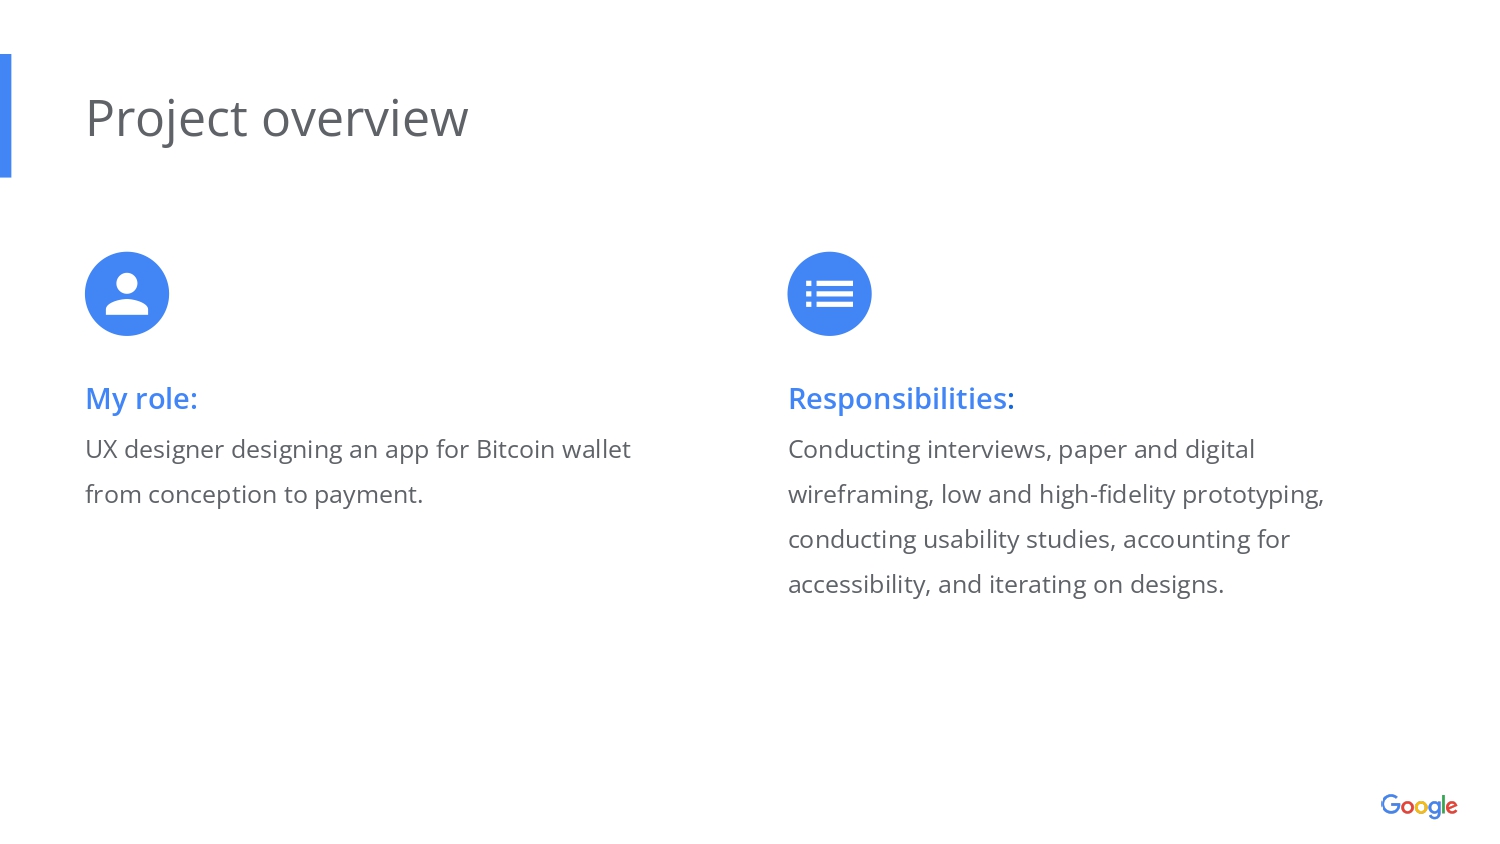 Project overview
My role:
UX designer designing an app for Bitcoin wallet
from conception to payment.
Responsibilities:
Conducting interviews, paper and digital
wireframing, low and high-fidelity prototyping,
conducting usability studies, accounting for
accessibility, and iterating on designs.
Google